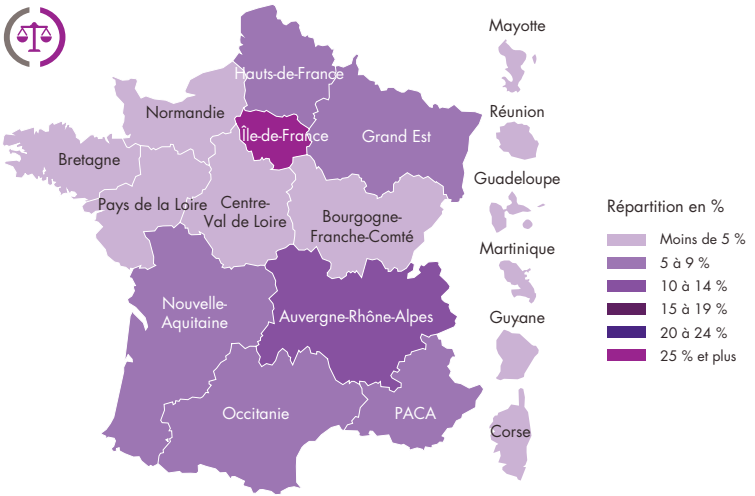 Mayotte
Hauts-de-France
Normandie
Île-de-France
Réunion
Grand Est
Bretagne
Guadeloupe
Pays de la Loire
Centre-
Val de Loire
Bourgogne-
Franche-Comté
Martinique
Nouvelle-
Aquitaine
Auvergne-Rhône-Alpes
Guyane
Occitanie
PACA
Corse
Répartition en %
Moins de 5 %
5 à 9 %
10 à 14 %
15 à 19 %
20 à 24 %
25 % et plus